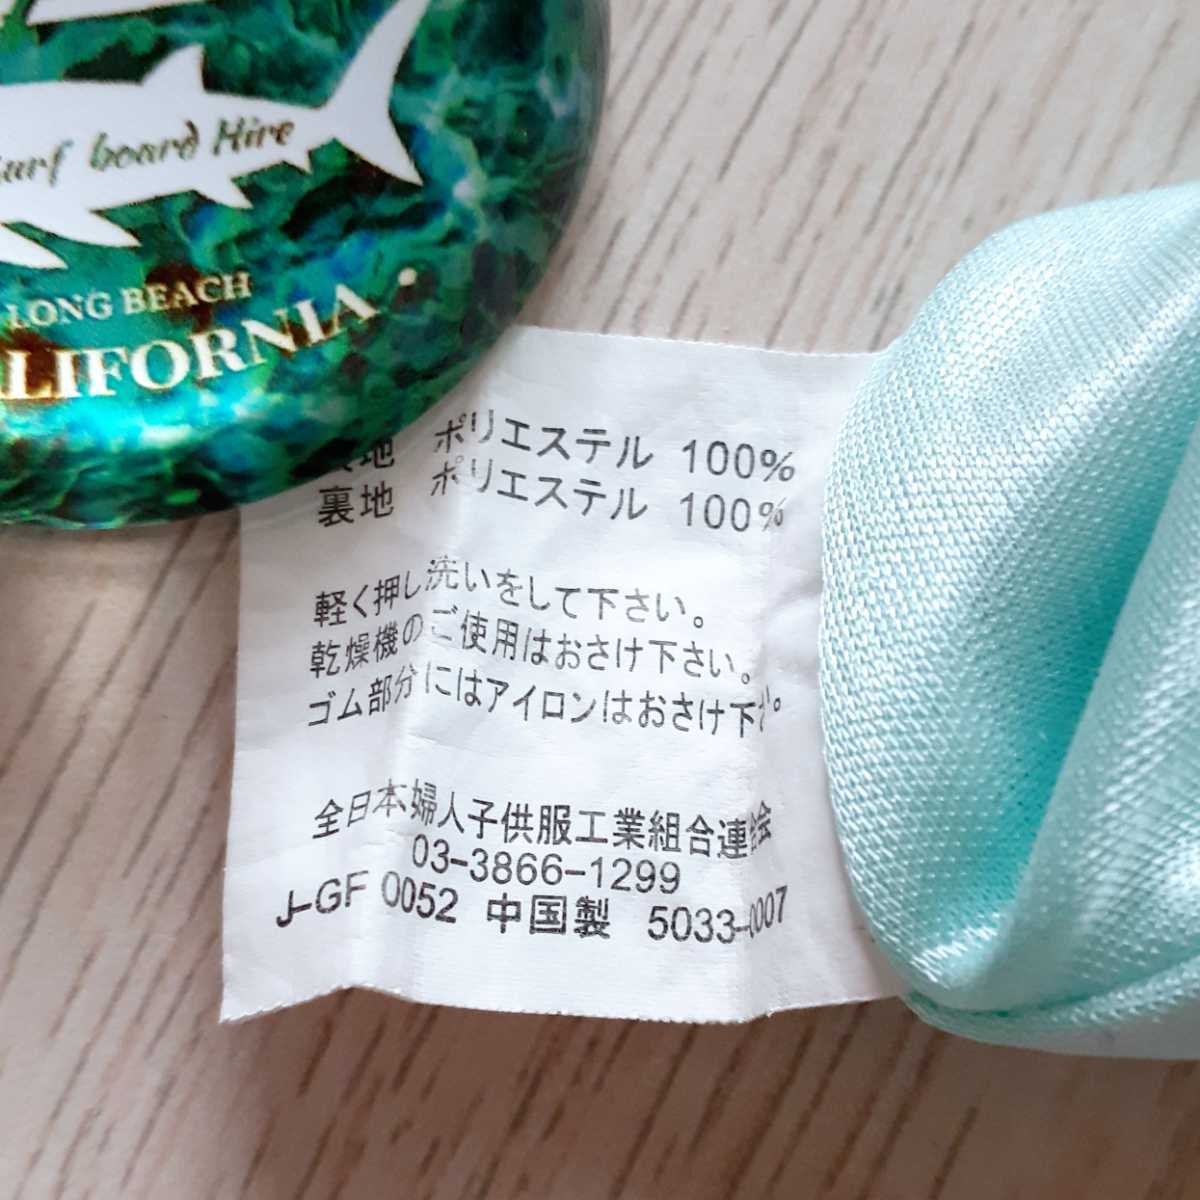 board Hire
LONG BEACH
LIFORNIA
地 ポリエステル 100%
裏地 ポリエステル 100%
軽く押し洗いをして下さい。
乾燥機のご使用はおさけ下さい。
ゴム部分にはアイロンはおさけ下さい。
全日本婦人子供服工業組合連合会
03-3866-1299
J-GF 0052 中国製 5033-0007